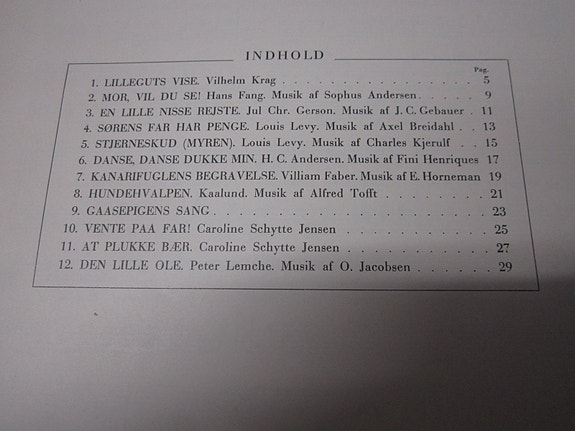 INDHOLD
Pag.
1. LILLEGUTS VISE. Vilhelm Krag . . . . . . . . . . . . . 5
2. MOR, VIL DU SE! Hans Fang. Musik af Sophus Andersen . . . . . 9
3. EN LILLE NISSE REJSTE. Jul Chr. Gerson. Musik af J. C. Gebauer . 11
4. SØRENS FAR HAR PENGE. Louis Levy. Musik af Axel Breidahl . . 13
5. STJERNESKUD (MYREN). Louis Levy. Musik af Charles Kjerulf . . 15
6. DANSE, DANSE DUKKE MIN. H. C. Andersen. Musik af Fini Henriques 17
7. KANARIFUGLENS BEGRAVELSE. Villiam Faber. Musik af E. Horneman 19
8. HUNDEHVALPEN. Kaalund. Musik af Alfred Tofft . . . . . . . 21
9. GAASEPIGENS SANG . . . . . . . . . . . . . . . . 23
10. VENTE PAA FAR! Caroline Schytte Jensen . . . . . . . . . 25
11. AT PLUKKE BÆR. Caroline Schytte Jensen . . . . . . . . . 27
12. DEN LILLE OLE. Peter Lemche. Musik af O. Jacobsen . . . . . . 29